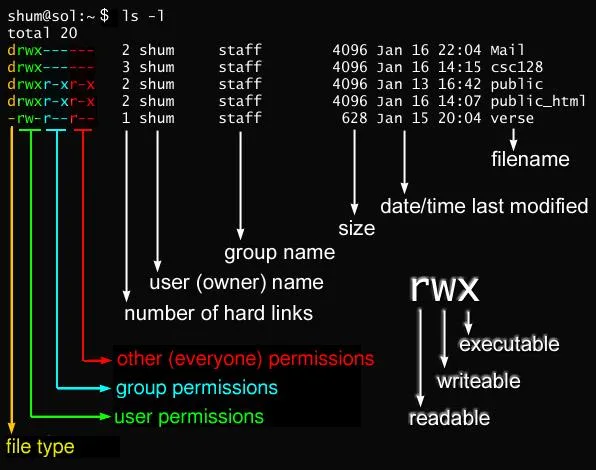 shum@sol:~$ ls -l
total 20
drwx------ 2 shum staff 4096 Jan 16 22:04 Mail
drwx------ 3 shum staff 4096 Jan 16 14:15 csc128
drwxr-xr-x 2 shum staff 4096 Jan 13 16:42 public
drwxr-xr-x 2 shum staff 4096 Jan 16 14:07 public_html
-rw-r--r-- 1 shum staff 628 Jan 15 20:04 verse
filename
date/time last modified
size
group name
user (owner) name
number of hard links
rwx
executable
writeable
readable
other (everyone) permissions
group permissions
user permissions
file type